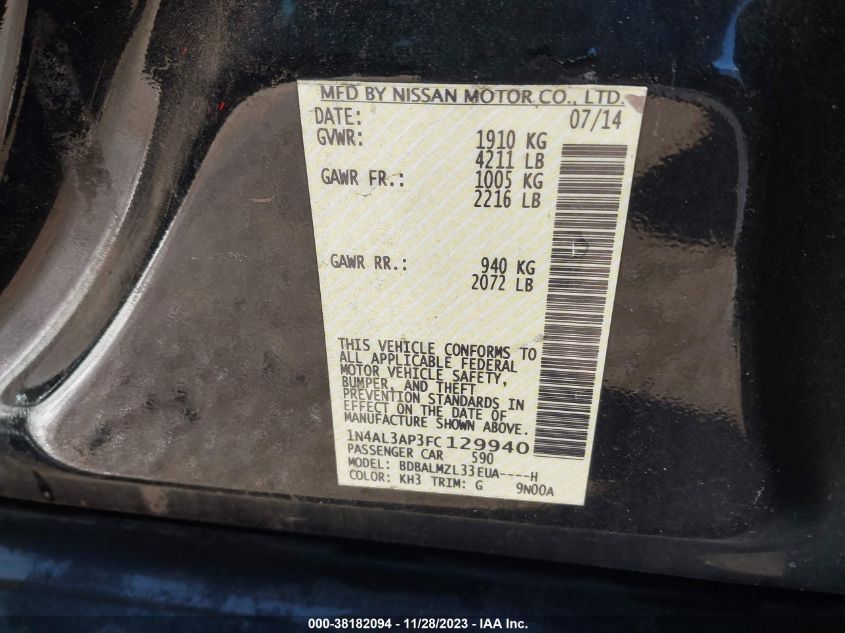 MFD BY NISSAN MOTOR CO., LTD.
DATE: 07/14
GVWR: 1910 KG
4211 LB
GAWR FR.: 1005 KG
2216 LB
GAWR RR.: 940 KG
2072 LB
THIS VEHICLE CONFORMS TO
ALL APPLICABLE FEDERAL
MOTOR VEHICLE SAFETY,
BUMPER, AND THEFT
PREVENTION STANDARDS IN
EFFECT ON THE DATE OF
MANUFACTURE SHOWN ABOVE.
1N4AL3AP3FC129940
PASSENGER CAR S90
MODEL: BDBALMZL33EUA----H
COLOR: KH3 TRIM: G 9N00A
000-38182094 - 11/28/2023 - IAA Inc.